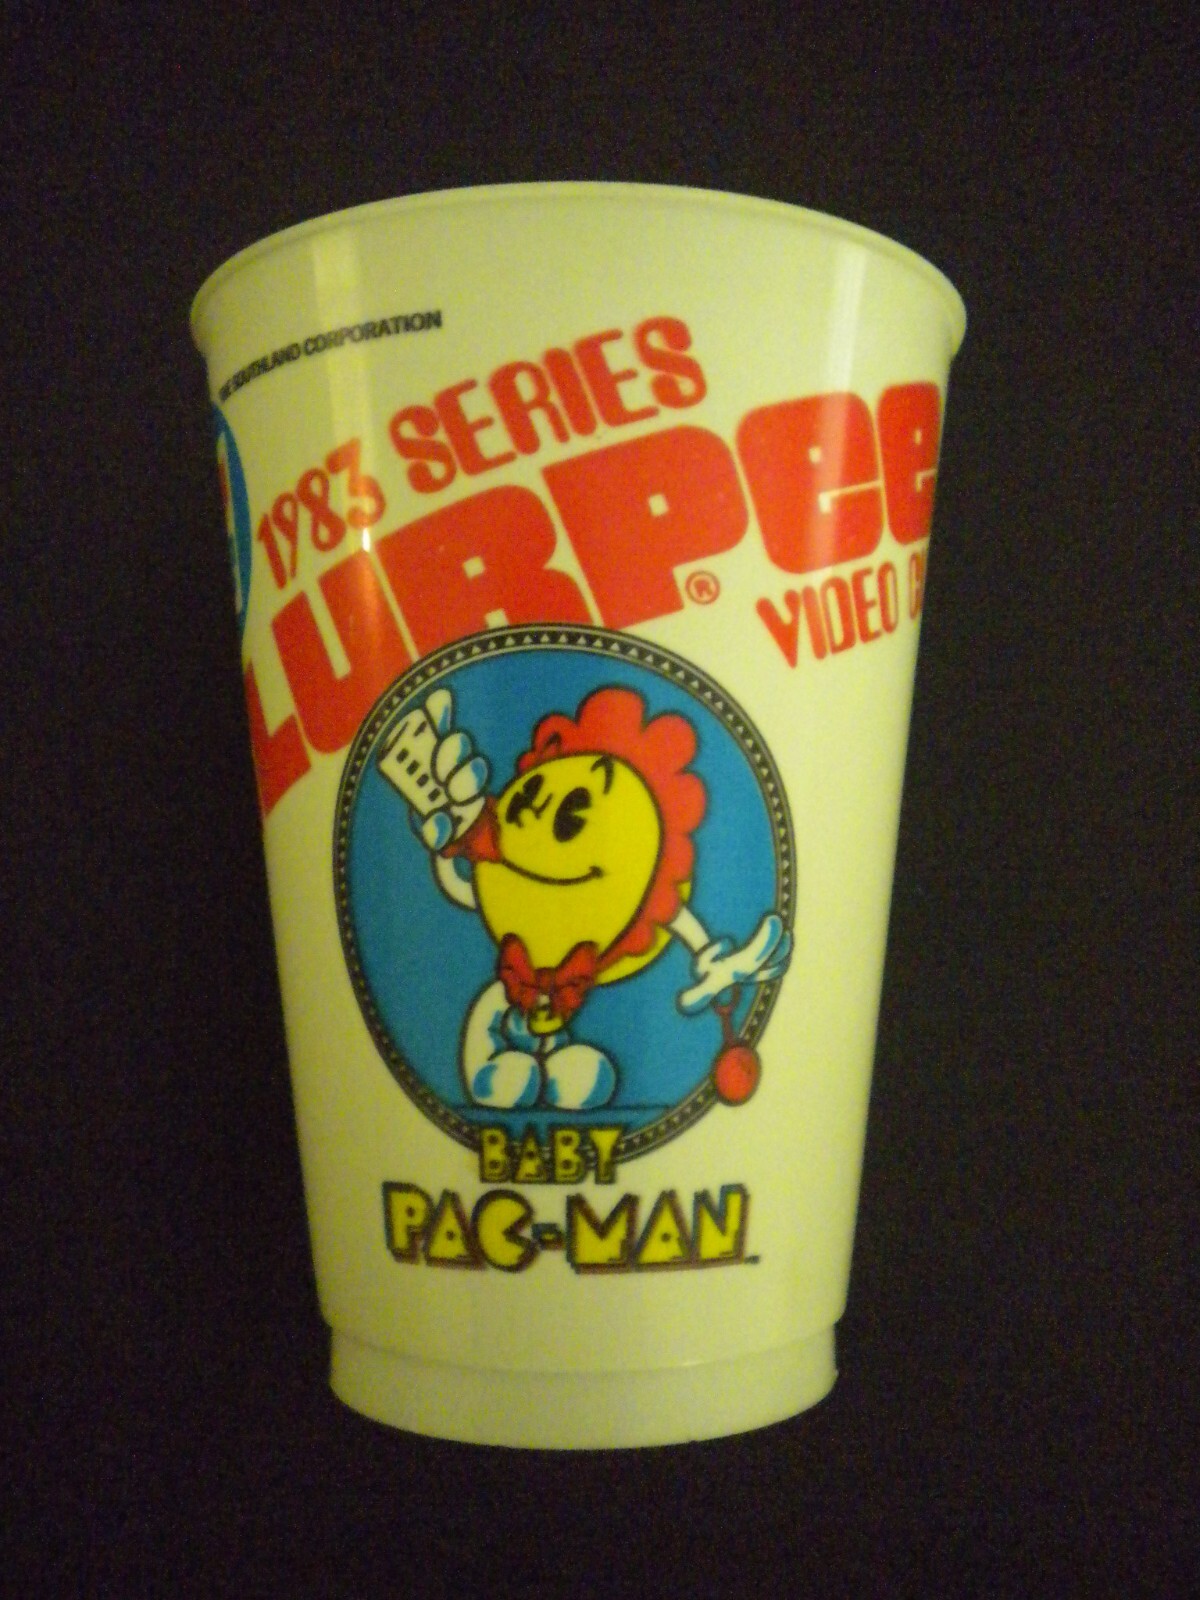 THE SOUTHLAND CORPORATION
1983 SERIES
LURPee
®
VIDEO
BABY
PAC-MAN